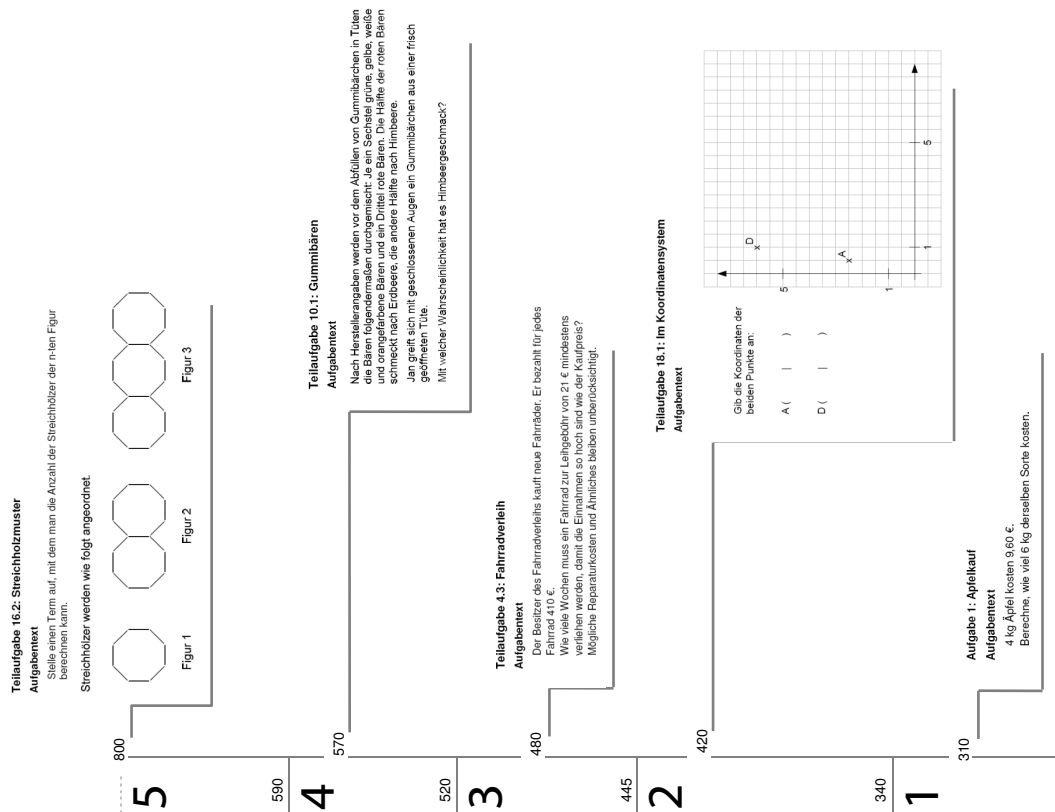 Teilaufgabe 16.2: Streichholzmuster
Aufgabentext
Stelle einen Term auf, mit dem man die Anzahl der Streichhölzer der n-ten Figur
berechnen kann.
Streichhölzer werden wie folgt angeordnet.
Figur 1
Figur 2
Figur 3
800
5
590
Teilaufgabe 10.1: Gummibären
Aufgabentext
Nach Herstellerangaben werden vor dem Abfüllen von Gummibärchen in Tüten
die Bären folgendermaßen durchgemischt: Je ein Sechstel grüne, gelbe, weiße
und orangefarbene Bären und ein Drittel rote Bären. Die Hälfte der roten Bären
schmeckt nach Erdbeere, die andere Hälfte nach Himbeere.
Jan greift sich mit geschlossenen Augen ein Gummibärchen aus einer frisch
geöffneten Tüte.
Mit welcher Wahrscheinlichkeit hat es Himbeergeschmack?
570
4
520
Teilaufgabe 4.3: Fahrradverleih
Aufgabentext
Der Besitzer des Fahrradverleihs kauft neue Fahrräder. Er bezahlt für jedes
Fahrrad 410 €.
Wie viele Wochen muss ein Fahrrad zur Leihgebühr von 21 € mindestens
verliehen werden, damit die Einnahmen so hoch sind wie der Kaufpreis?
Mögliche Reparaturkosten und Ähnliches bleiben unberücksichtigt.
480
3
445
Teilaufgabe 18.1: Im Koordinatensystem
Aufgabentext
Gib die Koordinaten der
beiden Punkte an:
A ( | )
D ( | )
D
x
A
x
5
1
1
5
420
2
340
Aufgabe 1: Apfelkauf
Aufgabentext
4 kg Äpfel kosten 9,60 €.
Berechne, wie viel 6 kg derselben Sorte kosten.
310
1